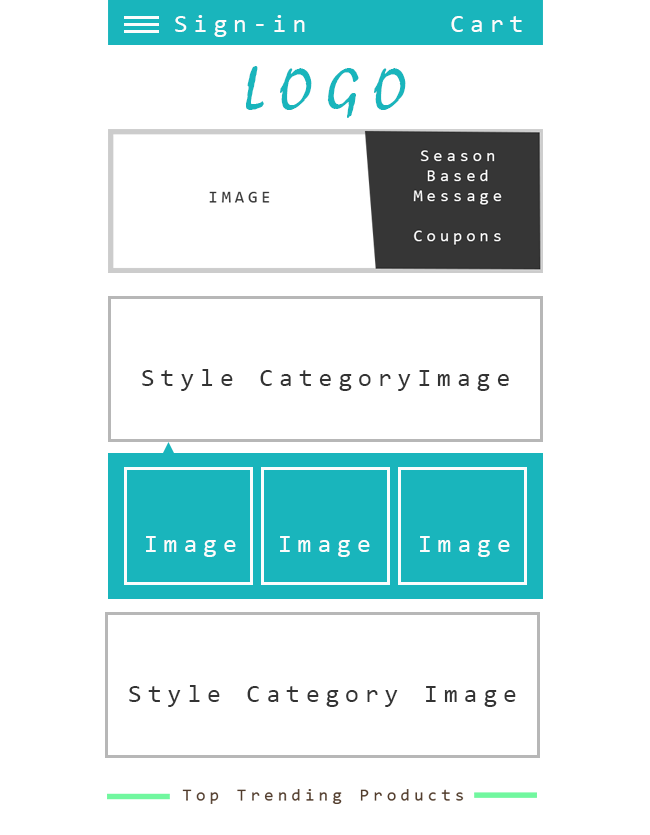 Sign-in Cart
LOGO
IMAGE
Season
Based
Message
Coupons
Style CategoryImage
Image Image Image
Style Category Image
Top Trending Products